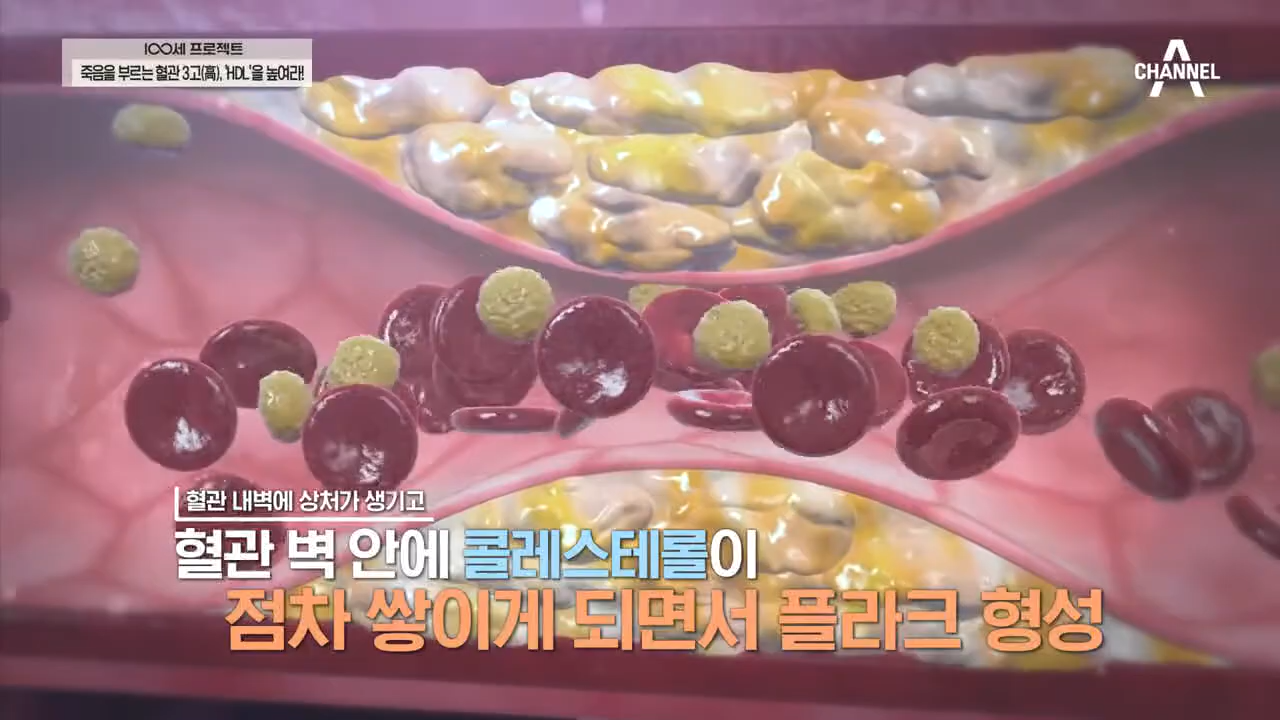 100세 프로젝트
죽음을 부르는 혈관 3고(高), 'HDL'을 높여라!
CHANNEL A
혈관 내벽에 상처가 생기고
혈관 벽 안에 콜레스테롤이
점차 쌓이게 되면서 플라크 형성